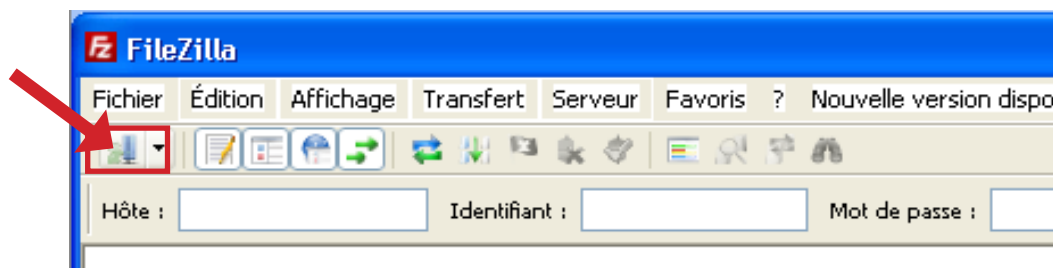 FileZilla
Fichier Édition Affichage Transfert Serveur Favoris ? Nouvelle version dispo
Hôte : Identifiant : Mot de passe :